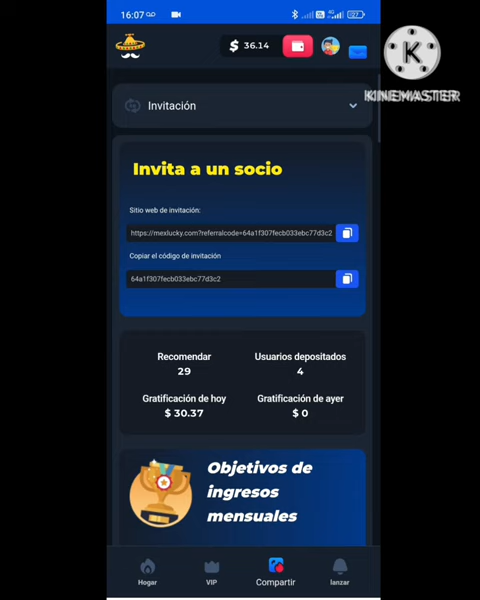 16:07
$ 36.14
K
KINEMASTER
Invitación
Invita a un socio
Sitio web de invitación:
https://mexlucky.com?referralcode=64a1f307fecb033ebc77d3c2
Copiar el código de invitación
64a1f307fecb033ebc77d3c2
Recomendar
29
Usuarios depositados
4
Gratificación de hoy
$ 30.37
Gratificación de ayer
$ 0
Objetivos de
ingresos
mensuales
Hogar
VIP
Compartir
lanzar